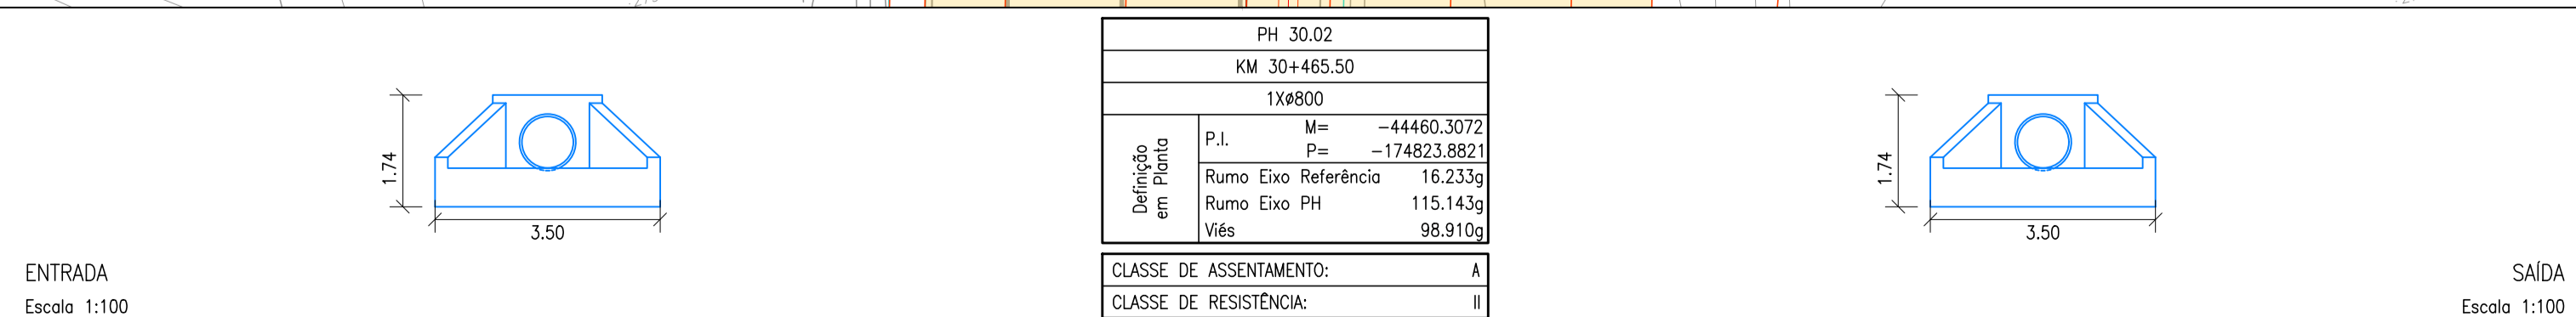 PH 30.02
KM 30+465.50
1Xø800
Definição
em Planta
P.I.
M= -44460.3072
P= -174823.8821
Rumo Eixo Referência 16.233g
Rumo Eixo PH 115.143g
Viés 98.910g
CLASSE DE ASSENTAMENTO: A
CLASSE DE RESISTÊNCIA: II
1.74
3.50
ENTRADA
Escala 1:100
1.74
3.50
SAÍDA
Escala 1:100